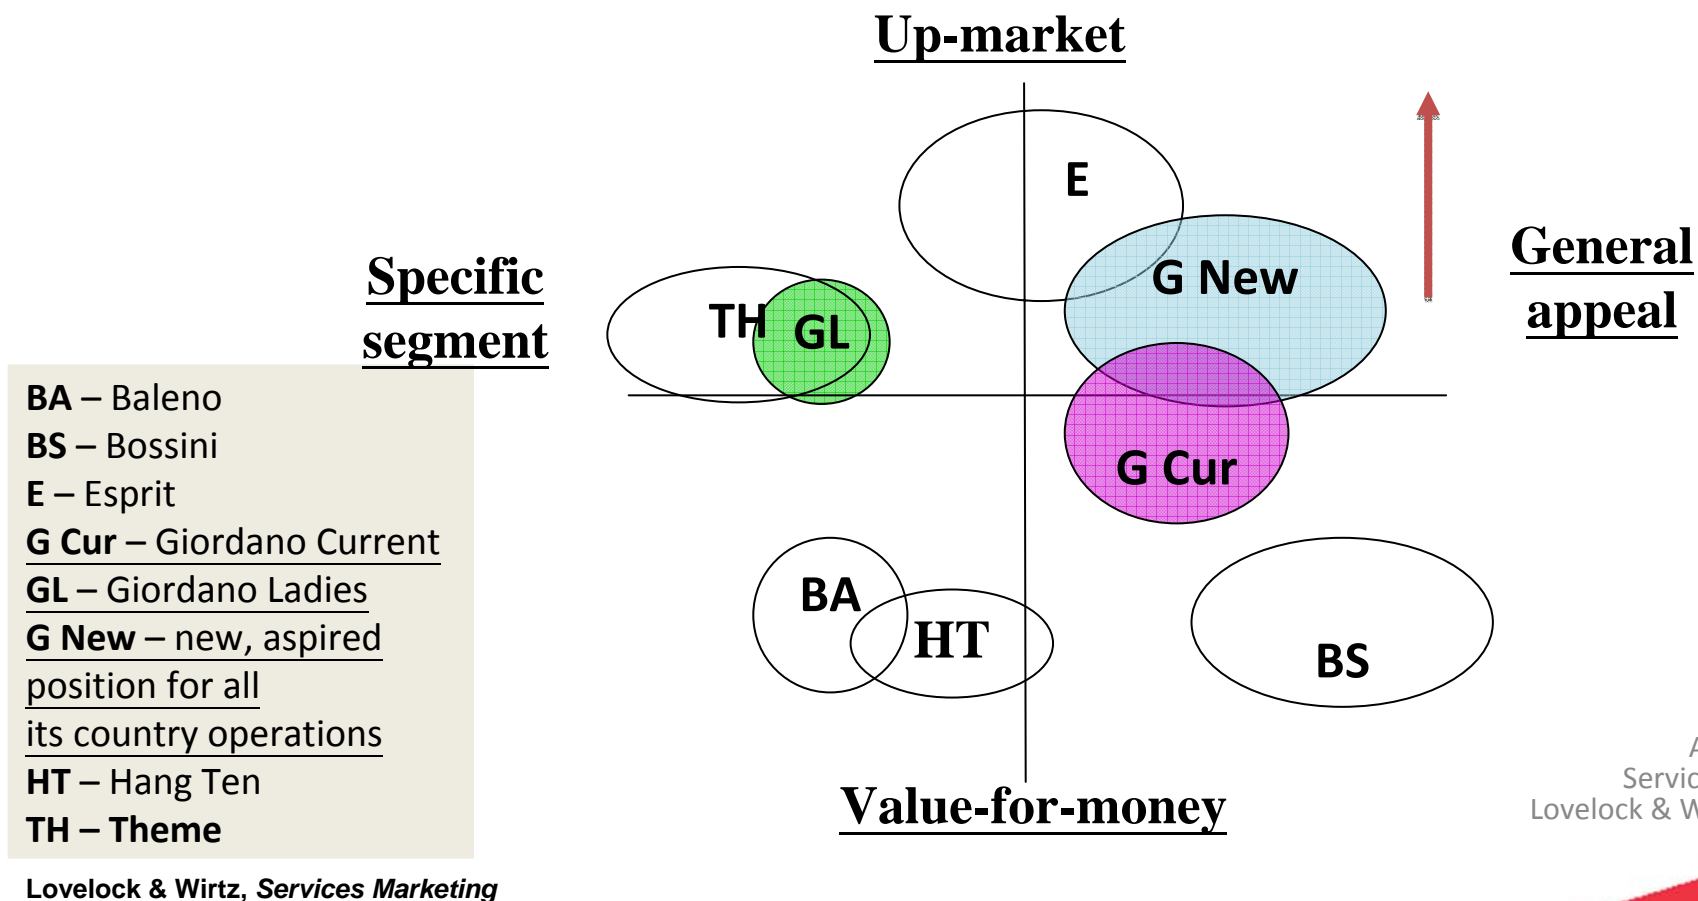 Up-market
E
General
appeal
G New
Specific
segment
TH
GL
G Cur
BA – Baleno
BS – Bossini
E – Esprit
G Cur – Giordano Current
GL – Giordano Ladies
G New – new, aspired
position for all
its country operations
HT – Hang Ten
TH – Theme
BA
HT
BS
Value-for-money
A
Servic
Lovelock & W
Lovelock & Wirtz, Services Marketing